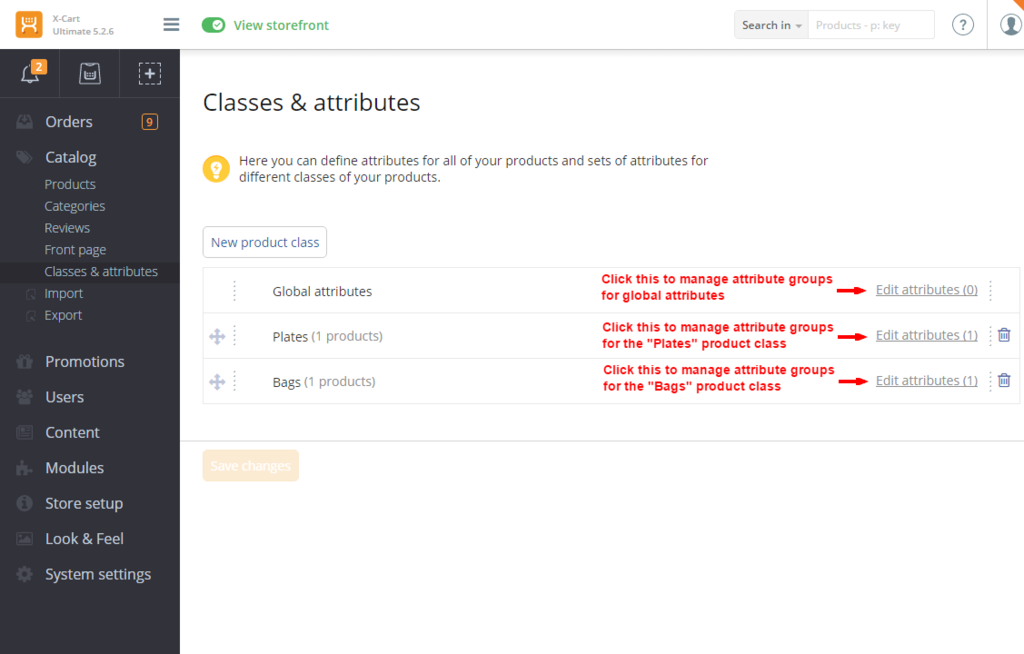 X-Cart
Ultimate 5.2.6
View storefront
Search in
Products - p: key
?
2
Orders 9
Catalog
Products
Categories
Reviews
Front page
Classes & attributes
Import
Export
Promotions
Users
Content
Modules
Store setup
Look & Feel
System settings
Classes & attributes
Here you can define attributes for all of your products and sets of attributes for
different classes of your products.
New product class
Global attributes
Click this to manage attribute groups
for global attributes
Edit attributes (0)
Plates (1 products)
Click this to manage attribute groups
for the "Plates" product class
Edit attributes (1)
Bags (1 products)
Click this to manage attribute groups
for the "Bags" product class
Edit attributes (1)
Save changes